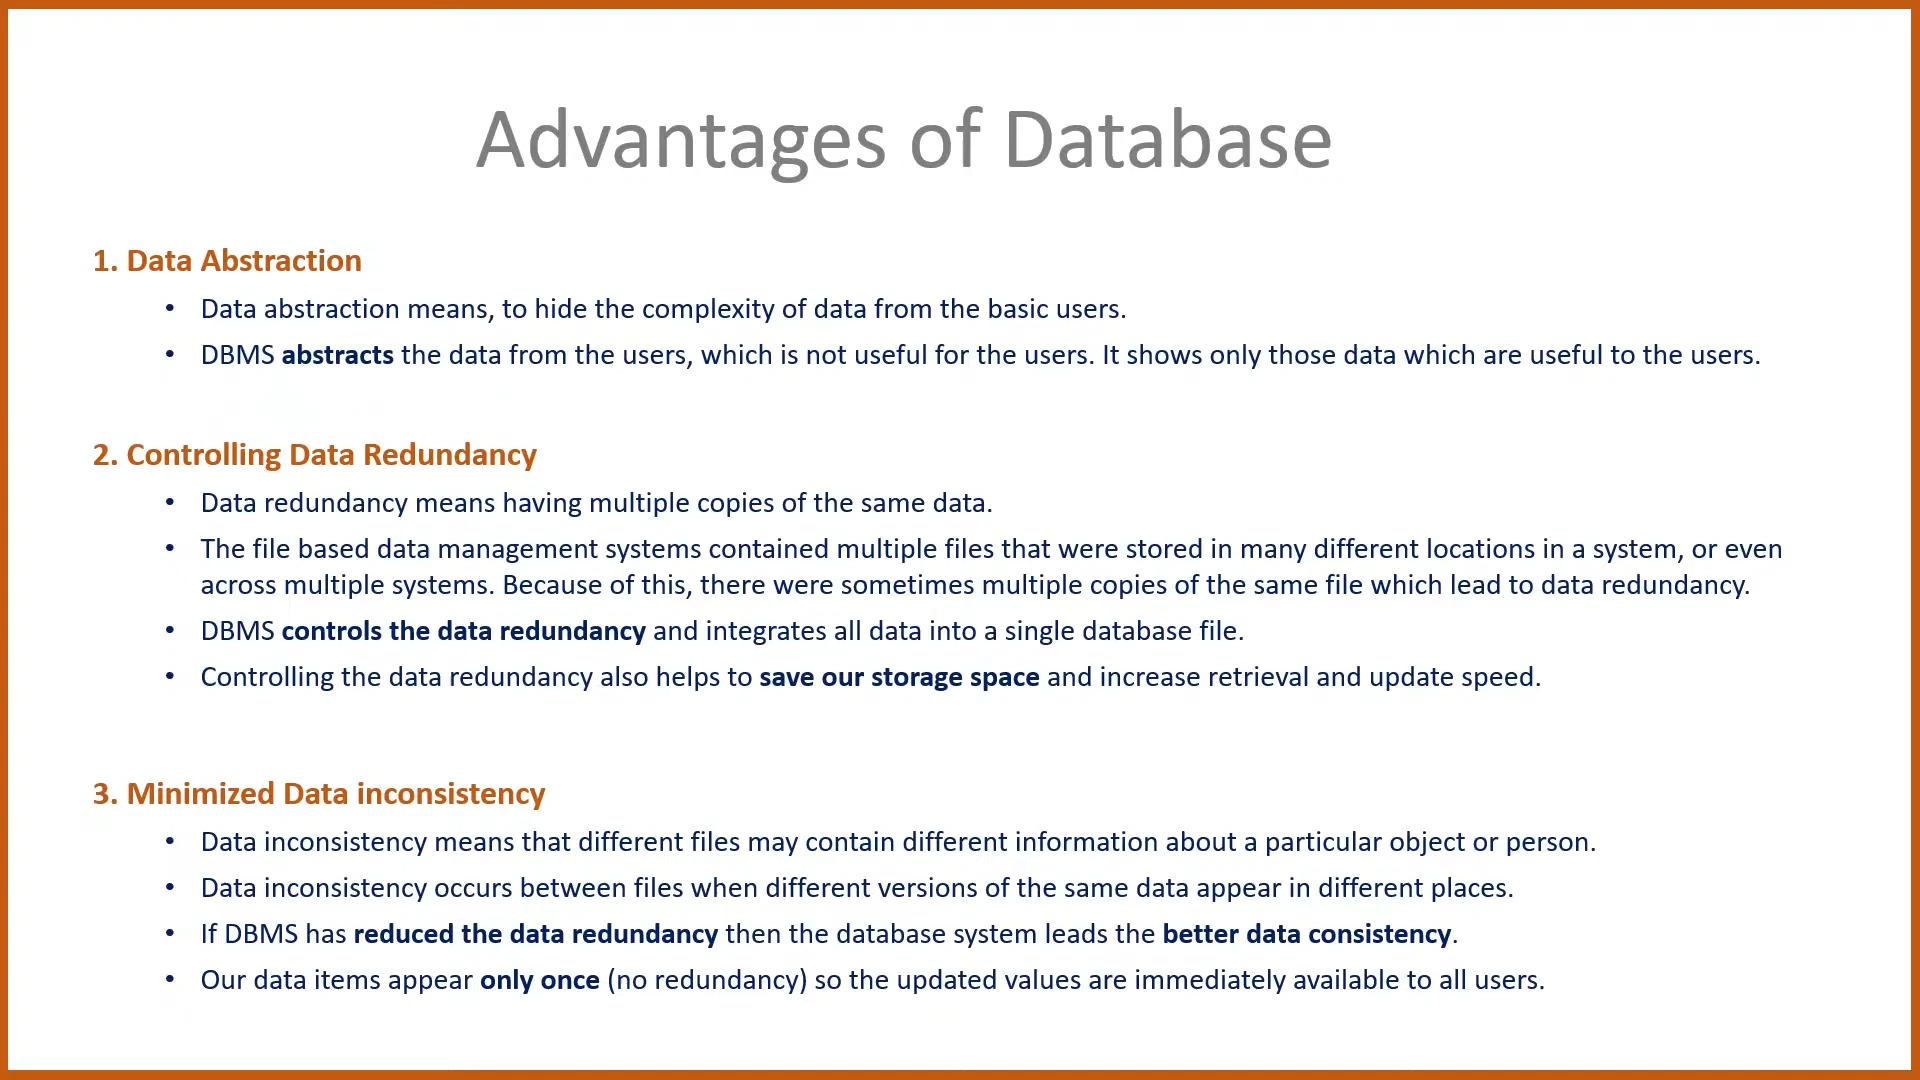 Advantages of Database
1. Data Abstraction
• Data abstraction means, to hide the complexity of data from the basic users.
• DBMS abstracts the data from the users, which is not useful for the users. It shows only those data which are useful to the users.
2. Controlling Data Redundancy
• Data redundancy means having multiple copies of the same data.
• The file based data management systems contained multiple files that were stored in many different locations in a system, or even
across multiple systems. Because of this, there were sometimes multiple copies of the same file which lead to data redundancy.
• DBMS controls the data redundancy and integrates all data into a single database file.
• Controlling the data redundancy also helps to save our storage space and increase retrieval and update speed.
3. Minimized Data inconsistency
• Data inconsistency means that different files may contain different information about a particular object or person.
• Data inconsistency occurs between files when different versions of the same data appear in different places.
• If DBMS has reduced the data redundancy then the database system leads the better data consistency.
• Our data items appear only once (no redundancy) so the updated values are immediately available to all users.